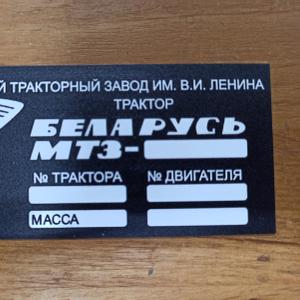 Й ТРАКТОРНЫЙ ЗАВОД ИМ. В.И. ЛЕНИНА
ТРАКТОР
БЕЛАРУСЬ
МТЗ-
№ ТРАКТОРА № ДВИГАТЕЛЯ
МАССА